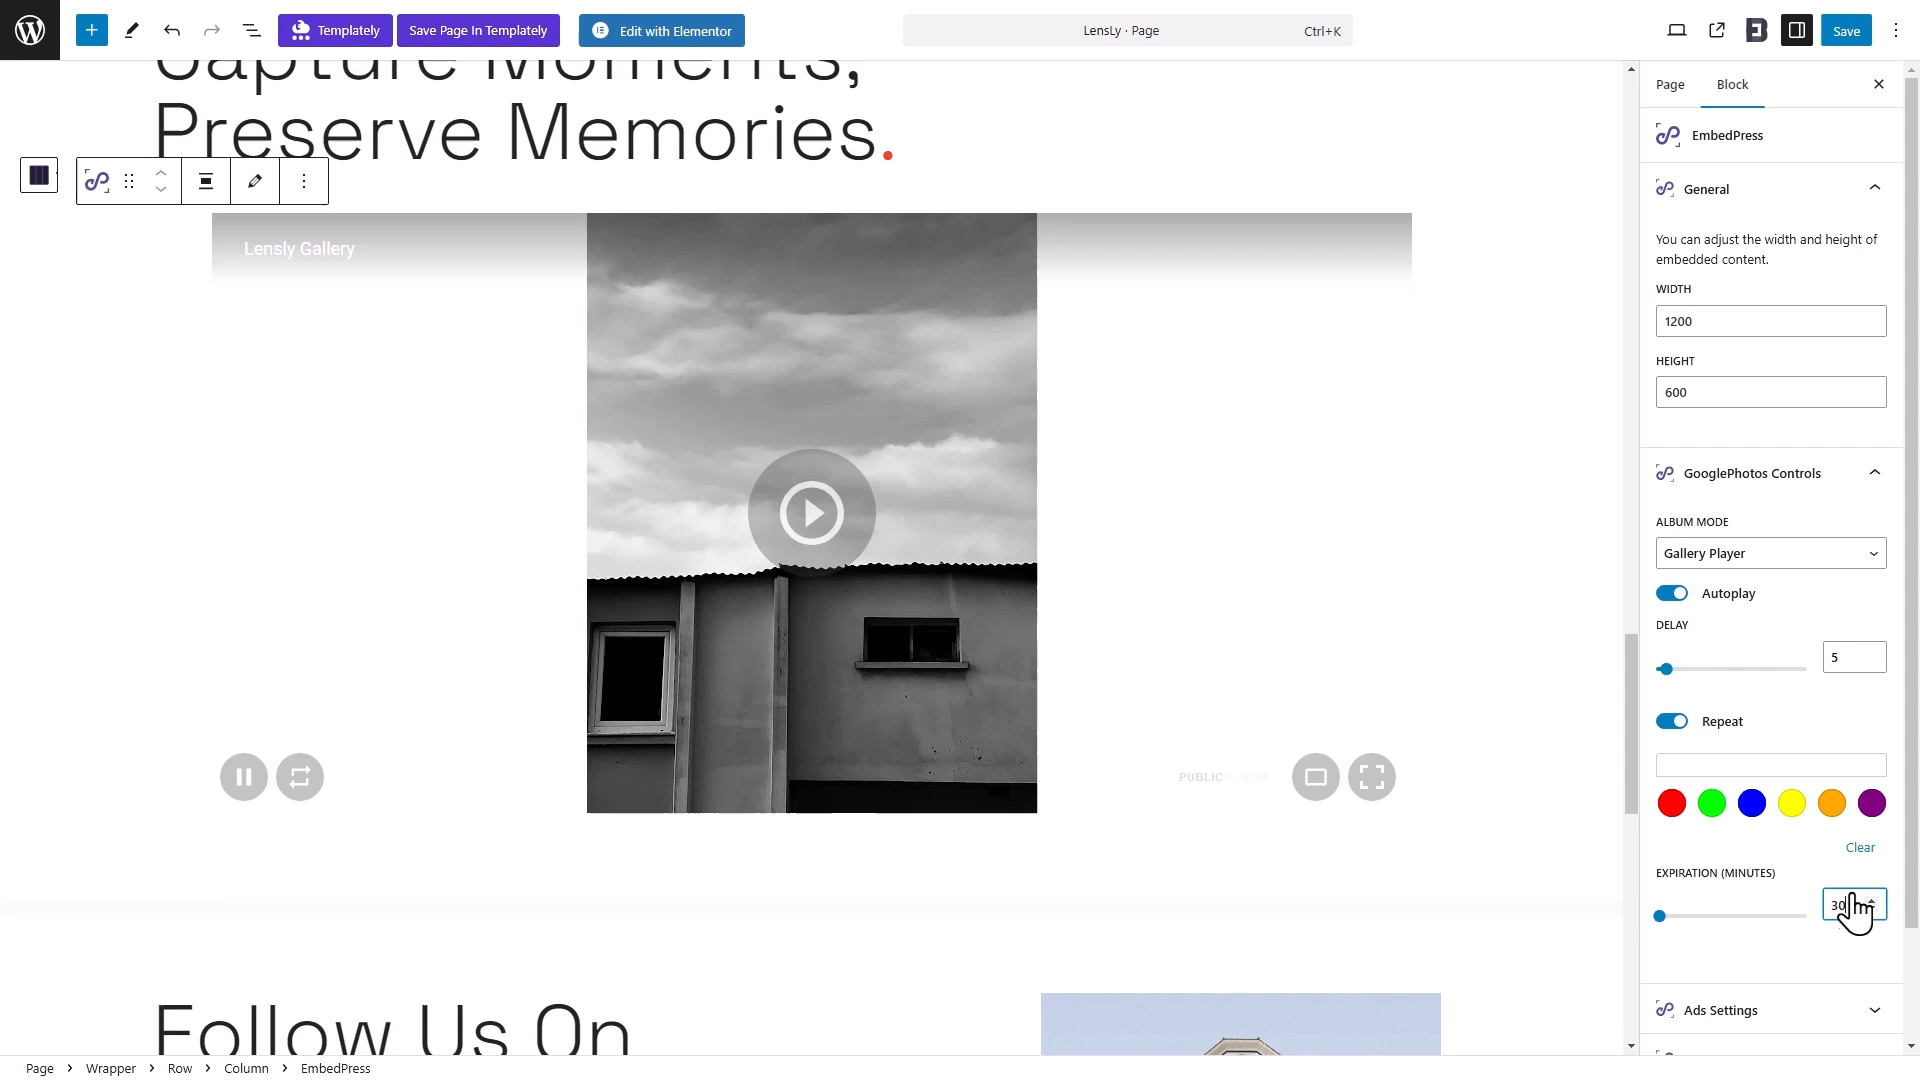 Templately
Save Page In Templately
Edit with Elementor
LensLy · Page
Ctrl+K
Save
Capture Moments,
Preserve Memories.
Lensly Gallery
PUBLIC ALBUM
Follow Us On
Page
Block
EmbedPress
General
You can adjust the width and height of
embedded content.
WIDTH
1200
HEIGHT
600
GooglePhotos Controls
ALBUM MODE
Gallery Player
Autoplay
DELAY
5
Repeat
Clear
EXPIRATION (MINUTES)
30
Ads Settings
Page > Wrapper > Row > Column > EmbedPress